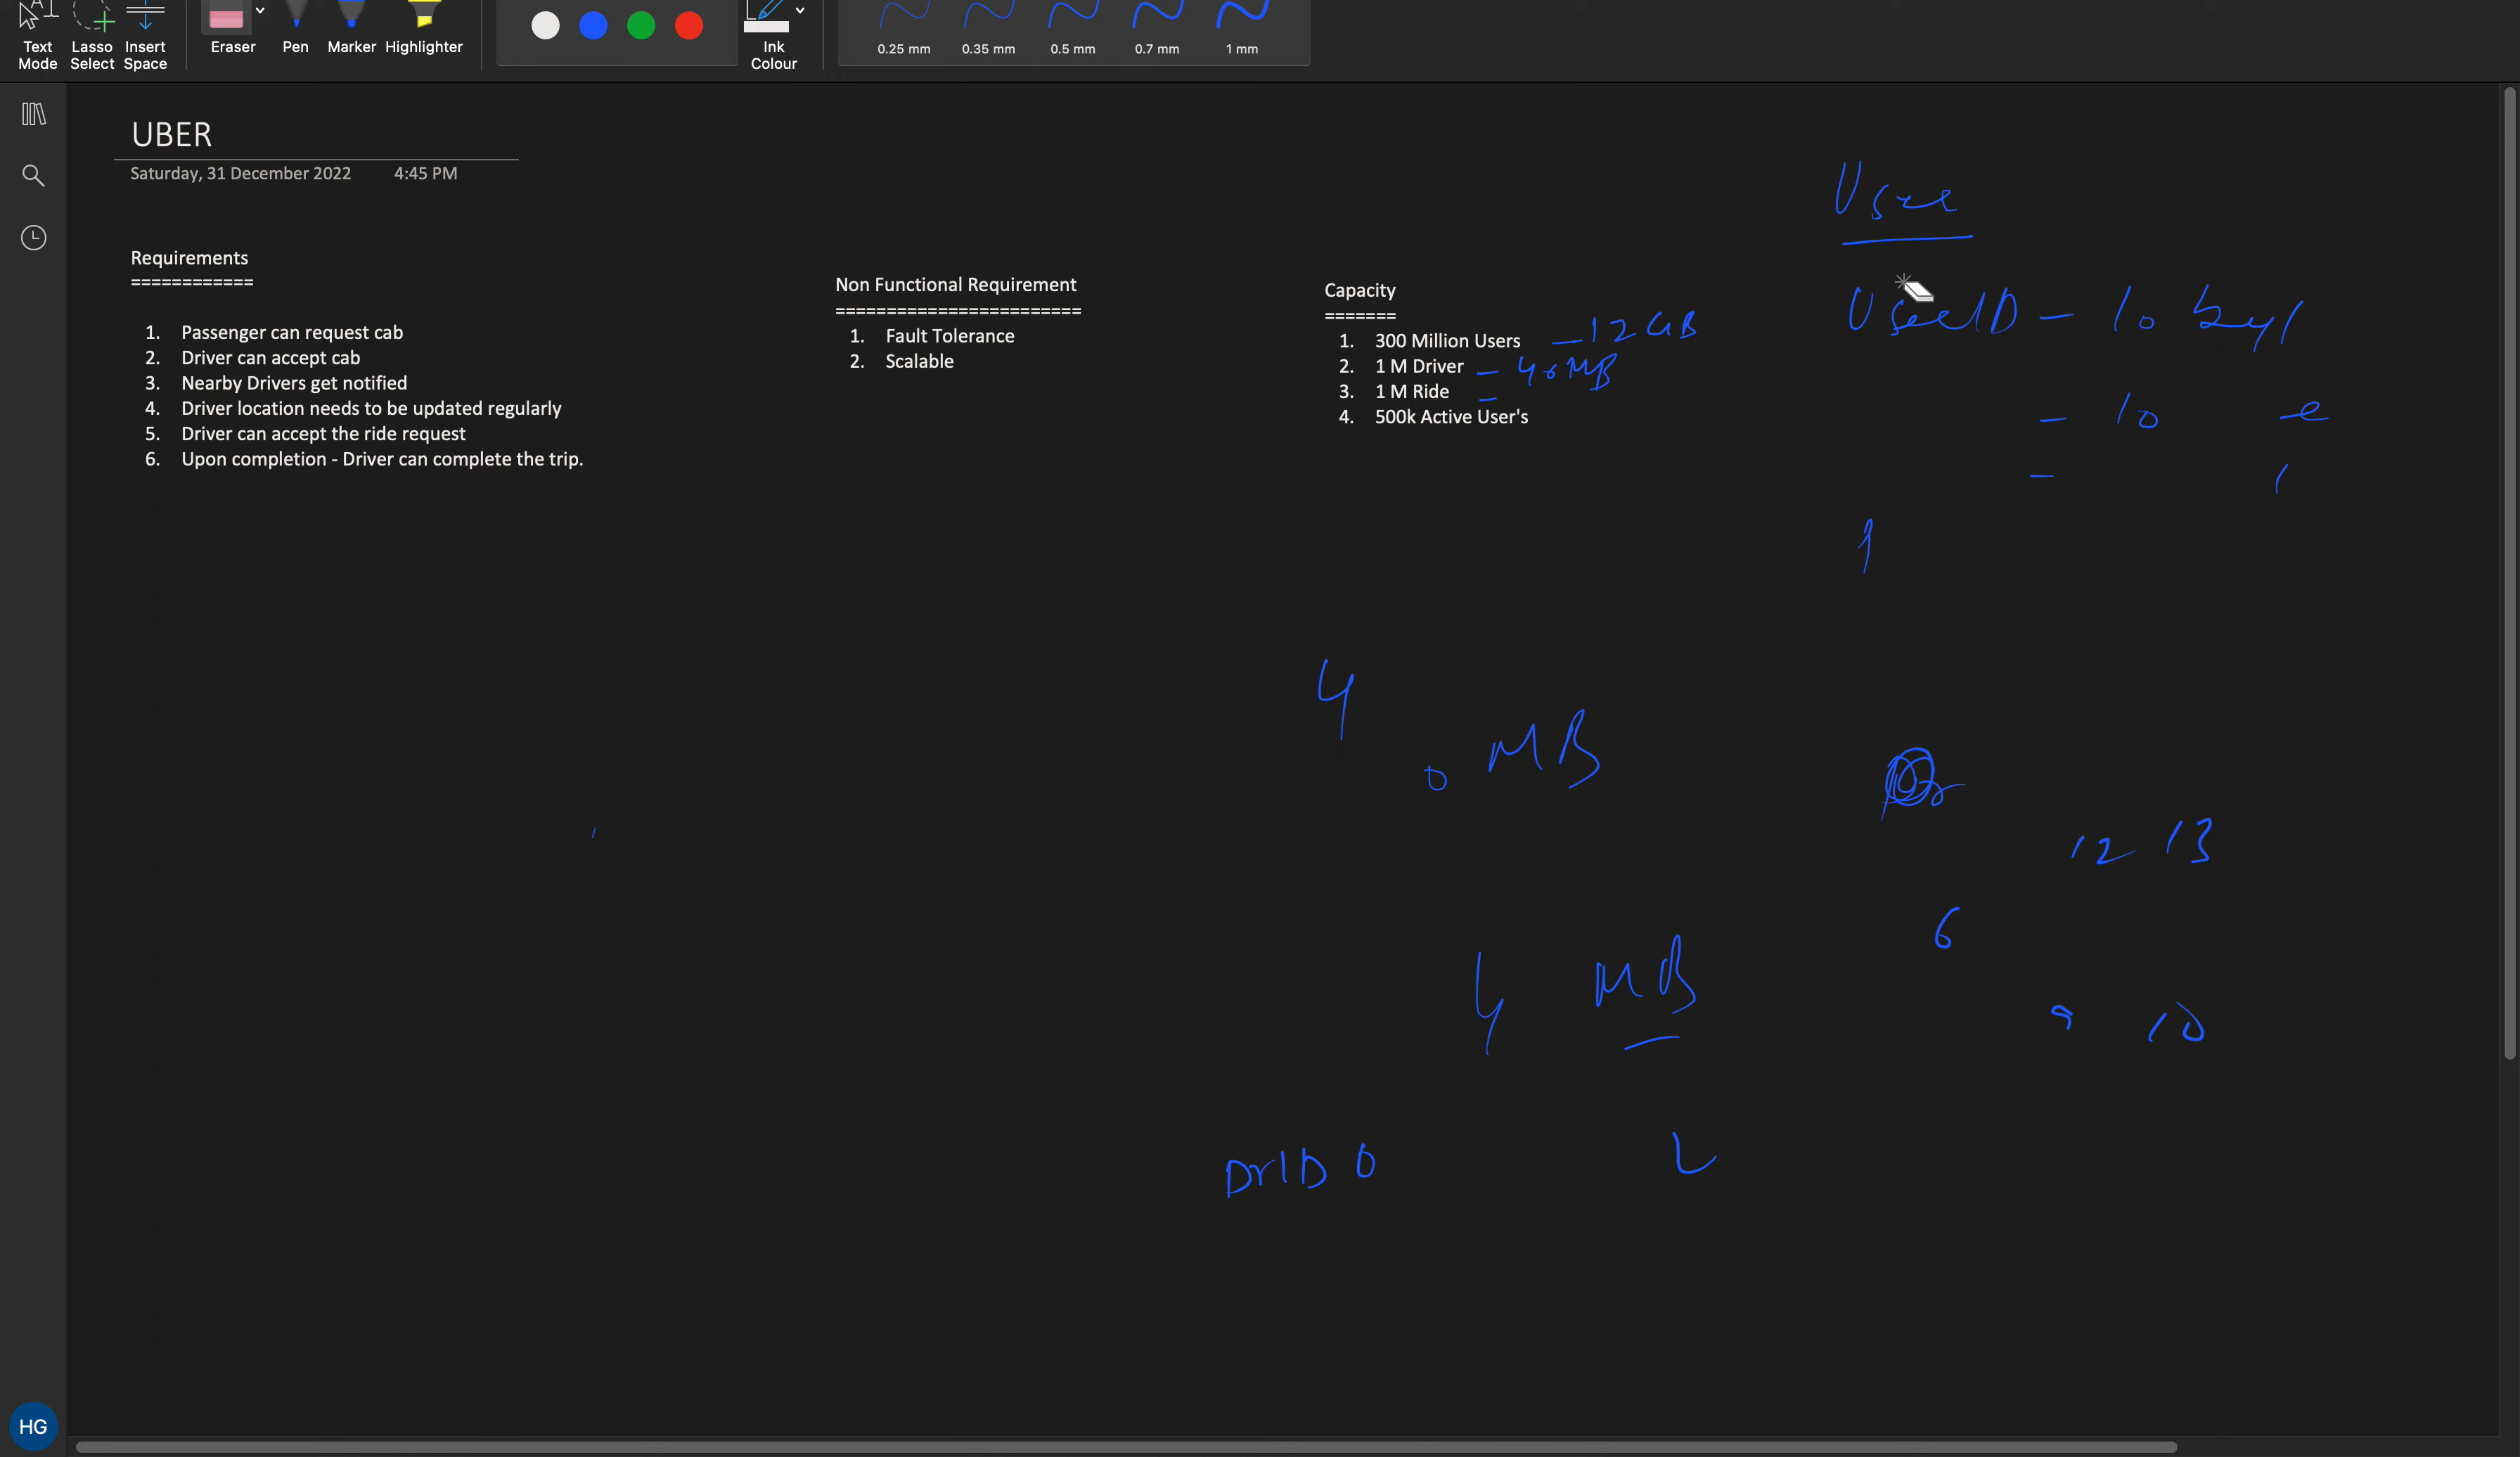 Text Mode
Lasso Select
Insert Space
Eraser
Pen
Marker
Highlighter
Ink Colour
0.25 mm
0.35 mm
0.5 mm
0.7 mm
1 mm
UBER
Saturday, 31 December 2022 4:45 PM
Requirements
============
1. Passenger can request cab
2. Driver can accept cab
3. Nearby Drivers get notified
4. Driver location needs to be updated regularly
5. Driver can accept the ride request
6. Upon completion - Driver can complete the trip.
Non Functional Requirement
========================
1. Fault Tolerance
2. Scalable
Capacity
=======
1. 300 Million Users - 12 GB
2. 1 M Driver - 40 MB
3. 1 M Ride -
4. 500k Active User's
User
UserID - 10 byt
- 10 e
-
4
0 MB
12 13
6
4 MB
10
DrID 0
L
HG